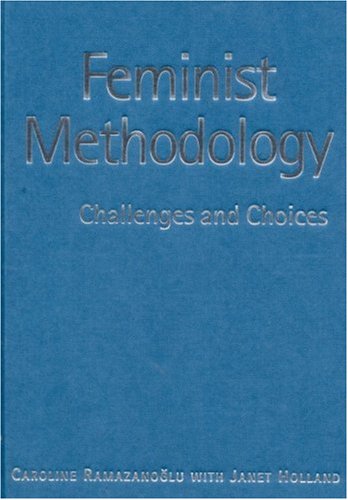 Feminist
Methodology
Challenges and Choices
CAROLINE RAMAZANOĞLU WITH JANET HOLLAND